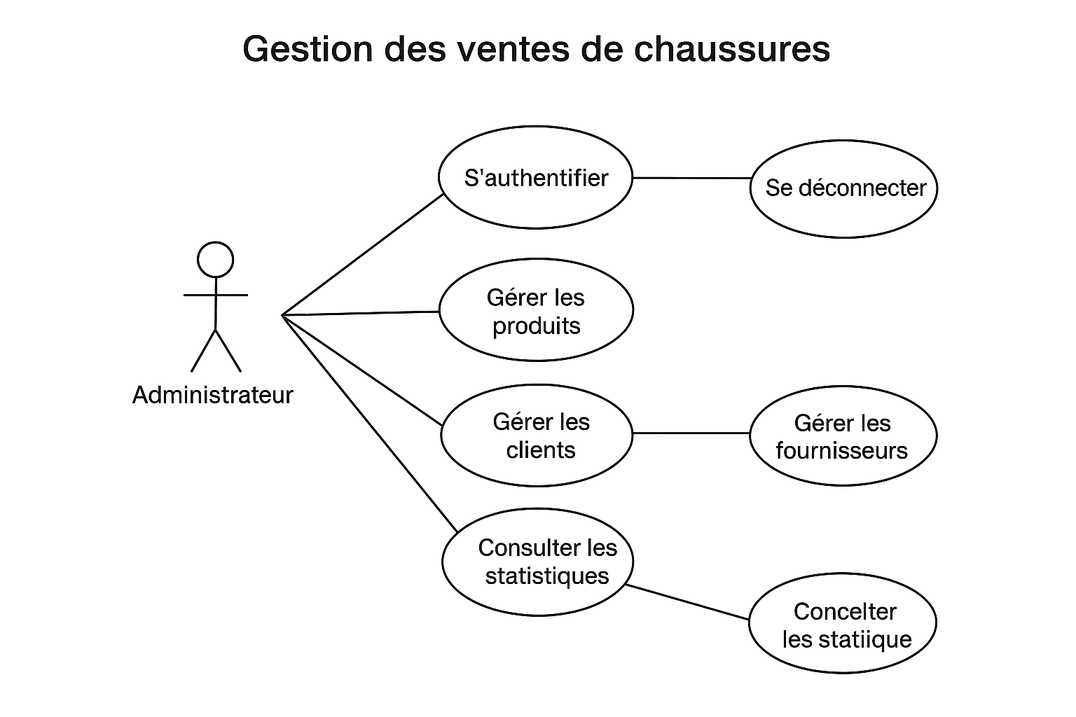 Gestion des ventes de chaussures
S'authentifier
Se déconnecter
Gérer les
produits
Administrateur
Gérer les
clients
Gérer les
fournisseurs
Consulter les
statistiques
Concelter
les statiique